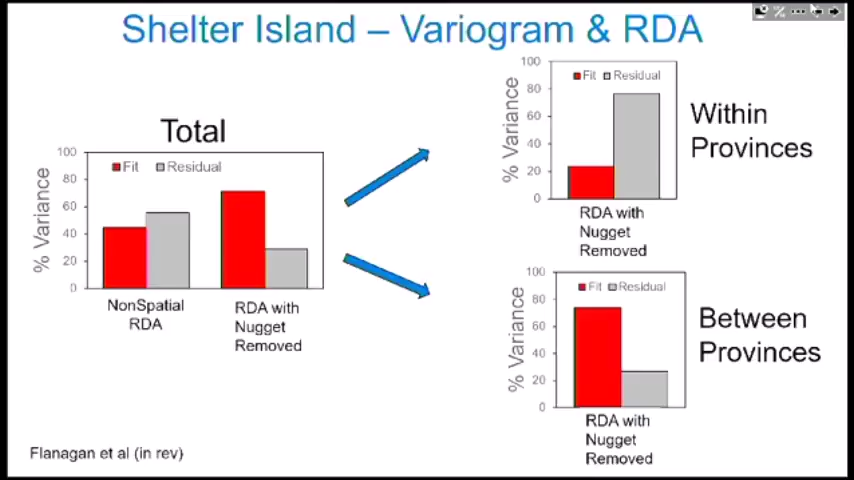 Shelter Island – Variogram & RDA
Total
% Variance
100
80
60
40
20
0
Fit
Residual
NonSpatial
RDA
RDA with
Nugget
Removed
% Variance
100
80
60
40
20
0
Fit
Residual
RDA with
Nugget
Removed
Within
Provinces
% Variance
100
80
60
40
20
0
Fit
Residual
RDA with
Nugget
Removed
Between
Provinces
Flanagan et al (in rev)